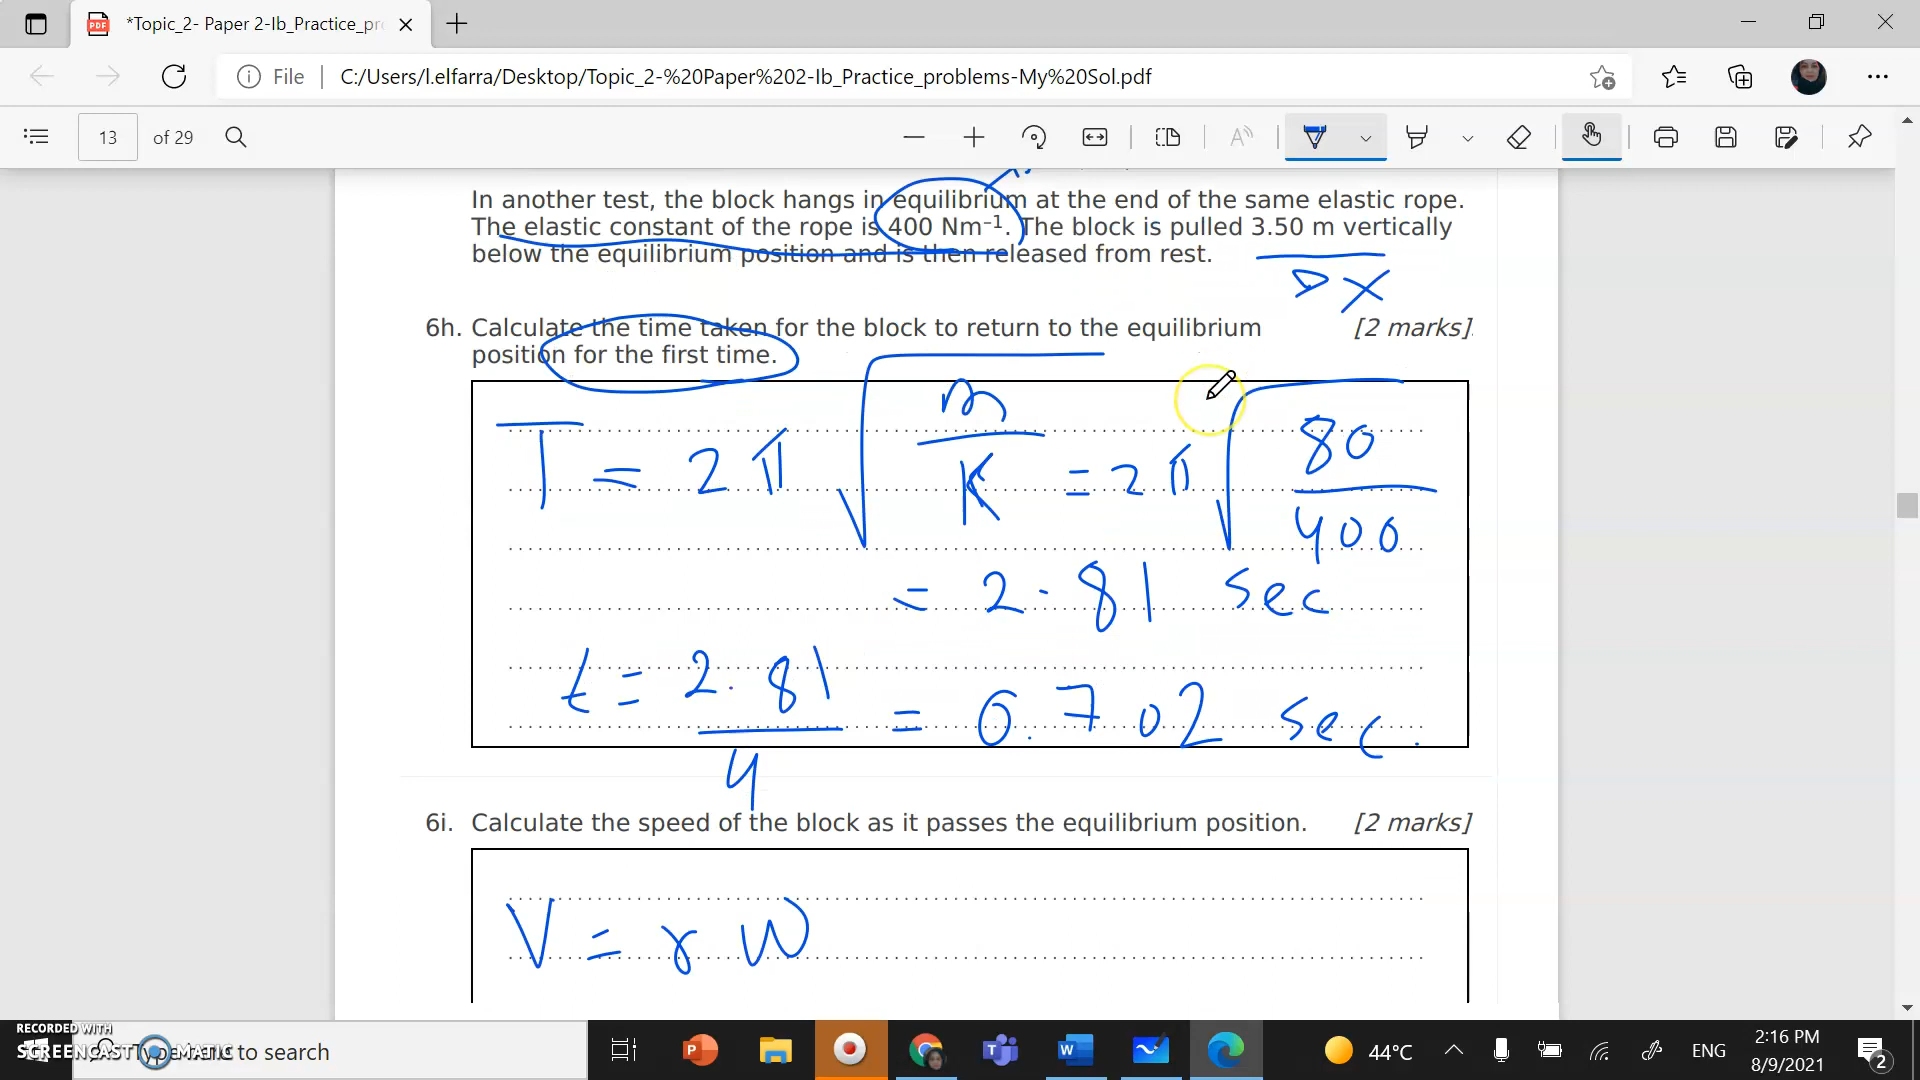 *Topic_2- Paper 2-Ib_Practice_pr
File
C:/Users/l.elfarra/Desktop/Topic_2-%20Paper%202-Ib_Practice_problems-My%20Sol.pdf
13 of 29
In another test, the block hangs in equilibrium at the end of the same elastic rope.
The elastic constant of the rope is 400 Nm⁻¹. The block is pulled 3.50 m vertically
below the equilibrium position and is then released from rest.
Δ X
6h. Calculate the time taken for the block to return to the equilibrium [2 marks]
position for the first time.
T = 2 π √ m / K = 2 π √ 80 / 400
= 2.81 sec
t = 2.81 / 4 = 0.702 sec.
6i. Calculate the speed of the block as it passes the equilibrium position. [2 marks]
V = r W
RECORDED WITH
SCREENCAST MATIC
to search
44°C
ENG
2:16 PM
8/9/2021
2